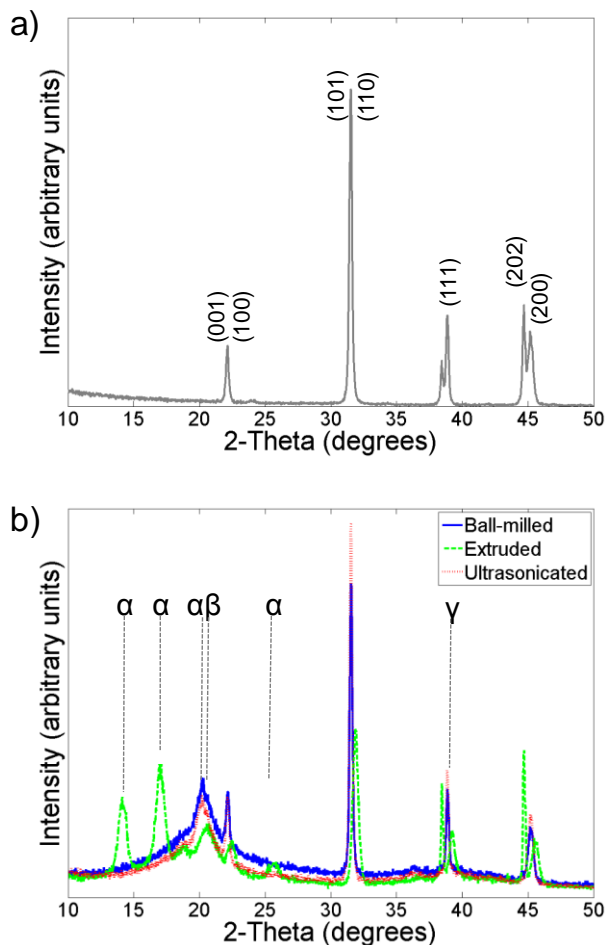 a)
Intensity (arbitrary units)
(001)
(100)
(101)
(110)
(111)
(202)
(200)
10 15 20 25 30 35 40 45 50
2-Theta (degrees)
b)
Intensity (arbitrary units)
Ball-milled
Extruded
Ultrasonicated
α α αβ α γ
10 15 20 25 30 35 40 45 50
2-Theta (degrees)